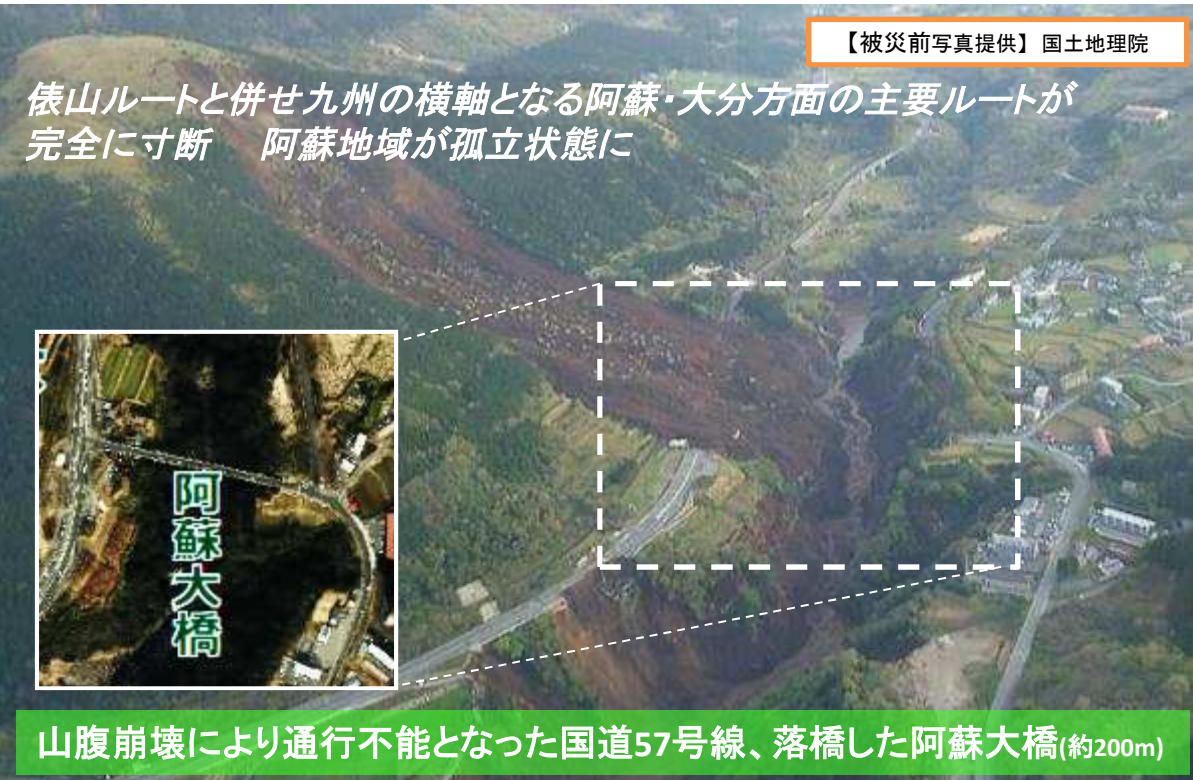 【被災前写真提供】国土地理院
俵山ルートと併せ九州の横軸となる阿蘇・大分方面の主要ルートが
完全に寸断　阿蘇地域が孤立状態に
阿蘇大橋
山腹崩壊により通行不能となった国道57号線、落橋した阿蘇大橋(約200m)